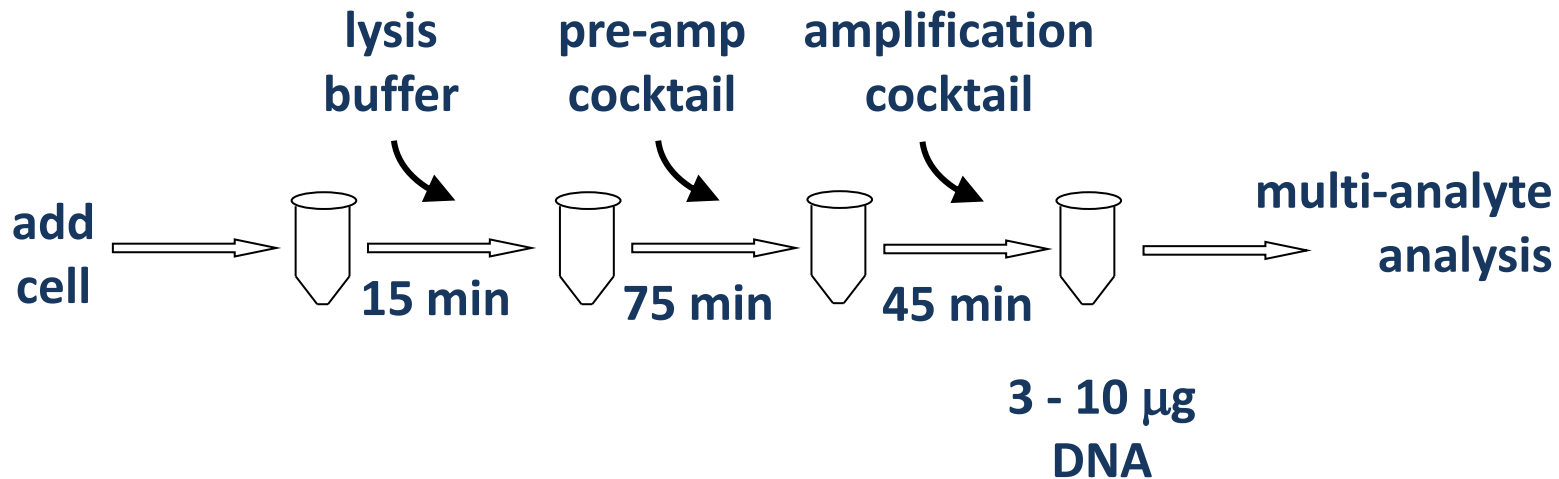 lysis
buffer
pre-amp
cocktail
amplification
cocktail
add
cell
15 min
75 min
45 min
multi-analyte
analysis
3 - 10 μg
DNA